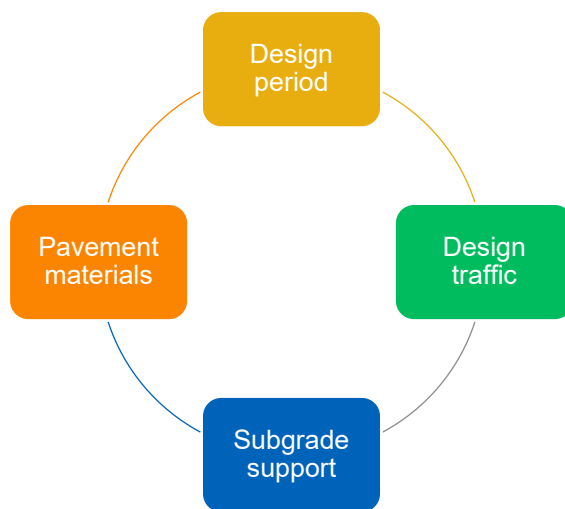 Design
period
Pavement
materials
Design
traffic
Subgrade
support